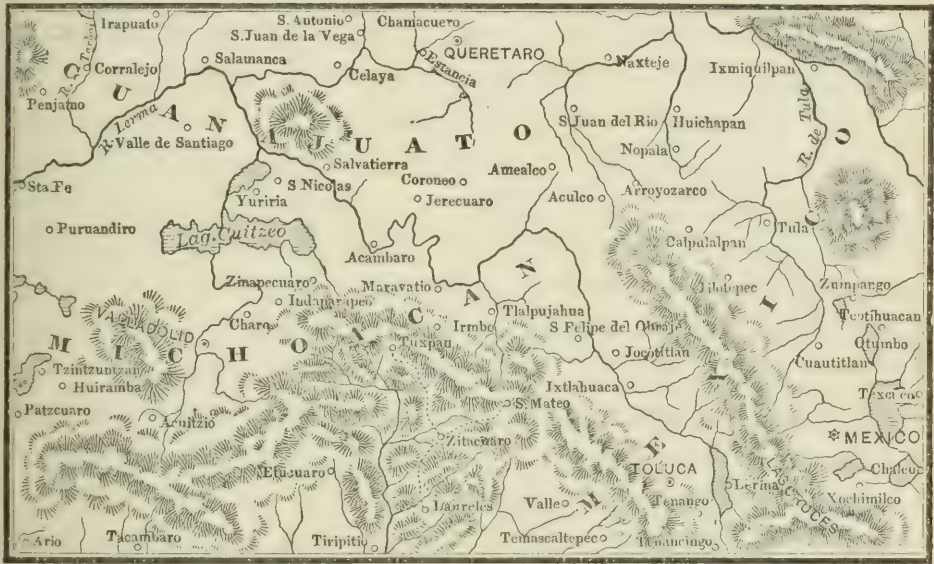 Irapuato
S. Antonio
Chamacuero
S. Juan de la Vega
QUERETARO
Salamanca
Celaya
Estancia
Naxteje
Ixmiquilpan
Corralejo
Penjamo
R. Lerma
Valle de Santiago
GUANAJUATO
S. Juan del Rio
Huichapan
R. de Tula
Nopala
Salvatierra
Coroneo
Amealco
Sta Fe
S. Nicolas
Yuriria
Jerecuaro
Aculco
Arroyozarco
Puruandiro
Lag. Cuitzeo
Acambaro
Calpulalpan
Tula
Zinapecuaro
Maravatio
Jilotepec
Zumpango
Indaparapeo
Tlalpujahua
Teotihuacan
VALLADOLID
Charo
Irmbo
S Felipe del Obraje
Otumbo
MICHOACAN
Tuxpan
Jocotitlan
Cuautitlan
Tzintzuntzan
Huiramba
Ixtlahuaca
Texcuco
Patzcuaro
Acuitzio
S. Mateo
MEXICO
Zitacuaro
MEXICO
TOLUCA
Chalco
Etucuaro
Valle
Tenango
Lerma
LAS CRUCES
Xochimilco
Laureles
Ario
Tacambaro
Tiripitio
Temascaltepec
Tenancingo